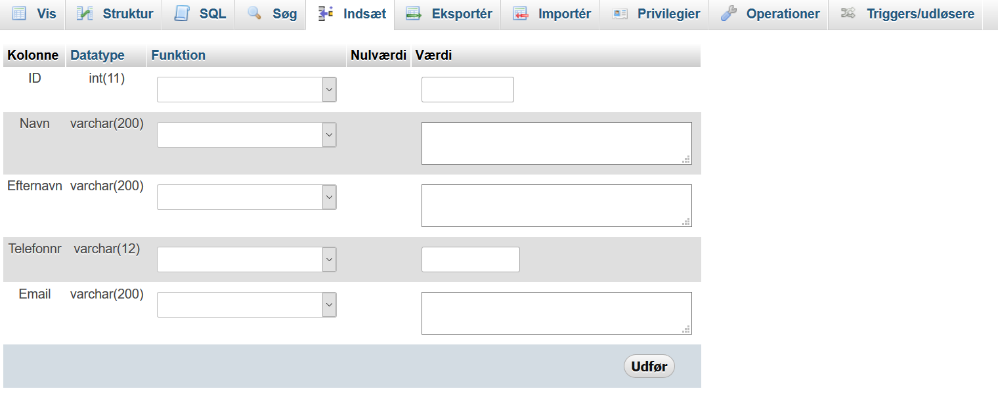 Vis Struktur SQL Søg Indsæt Eksportér Importér Privilegier Operationer Triggers/udløsere
Kolonne Datatype Funktion Nulværdi Værdi
ID int(11)
Navn varchar(200)
Efternavn varchar(200)
Telefonnr varchar(12)
Email varchar(200)
Udfør